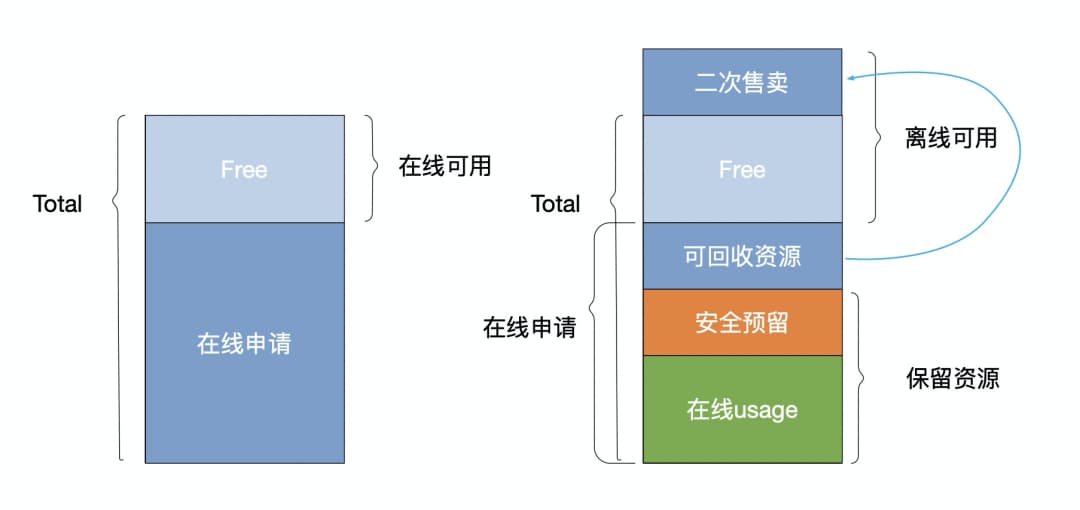 Total
Free
在线可用
在线申请
二次售卖
Total
Free
离线可用
在线申请
可回收资源
安全预留
在线usage
保留资源